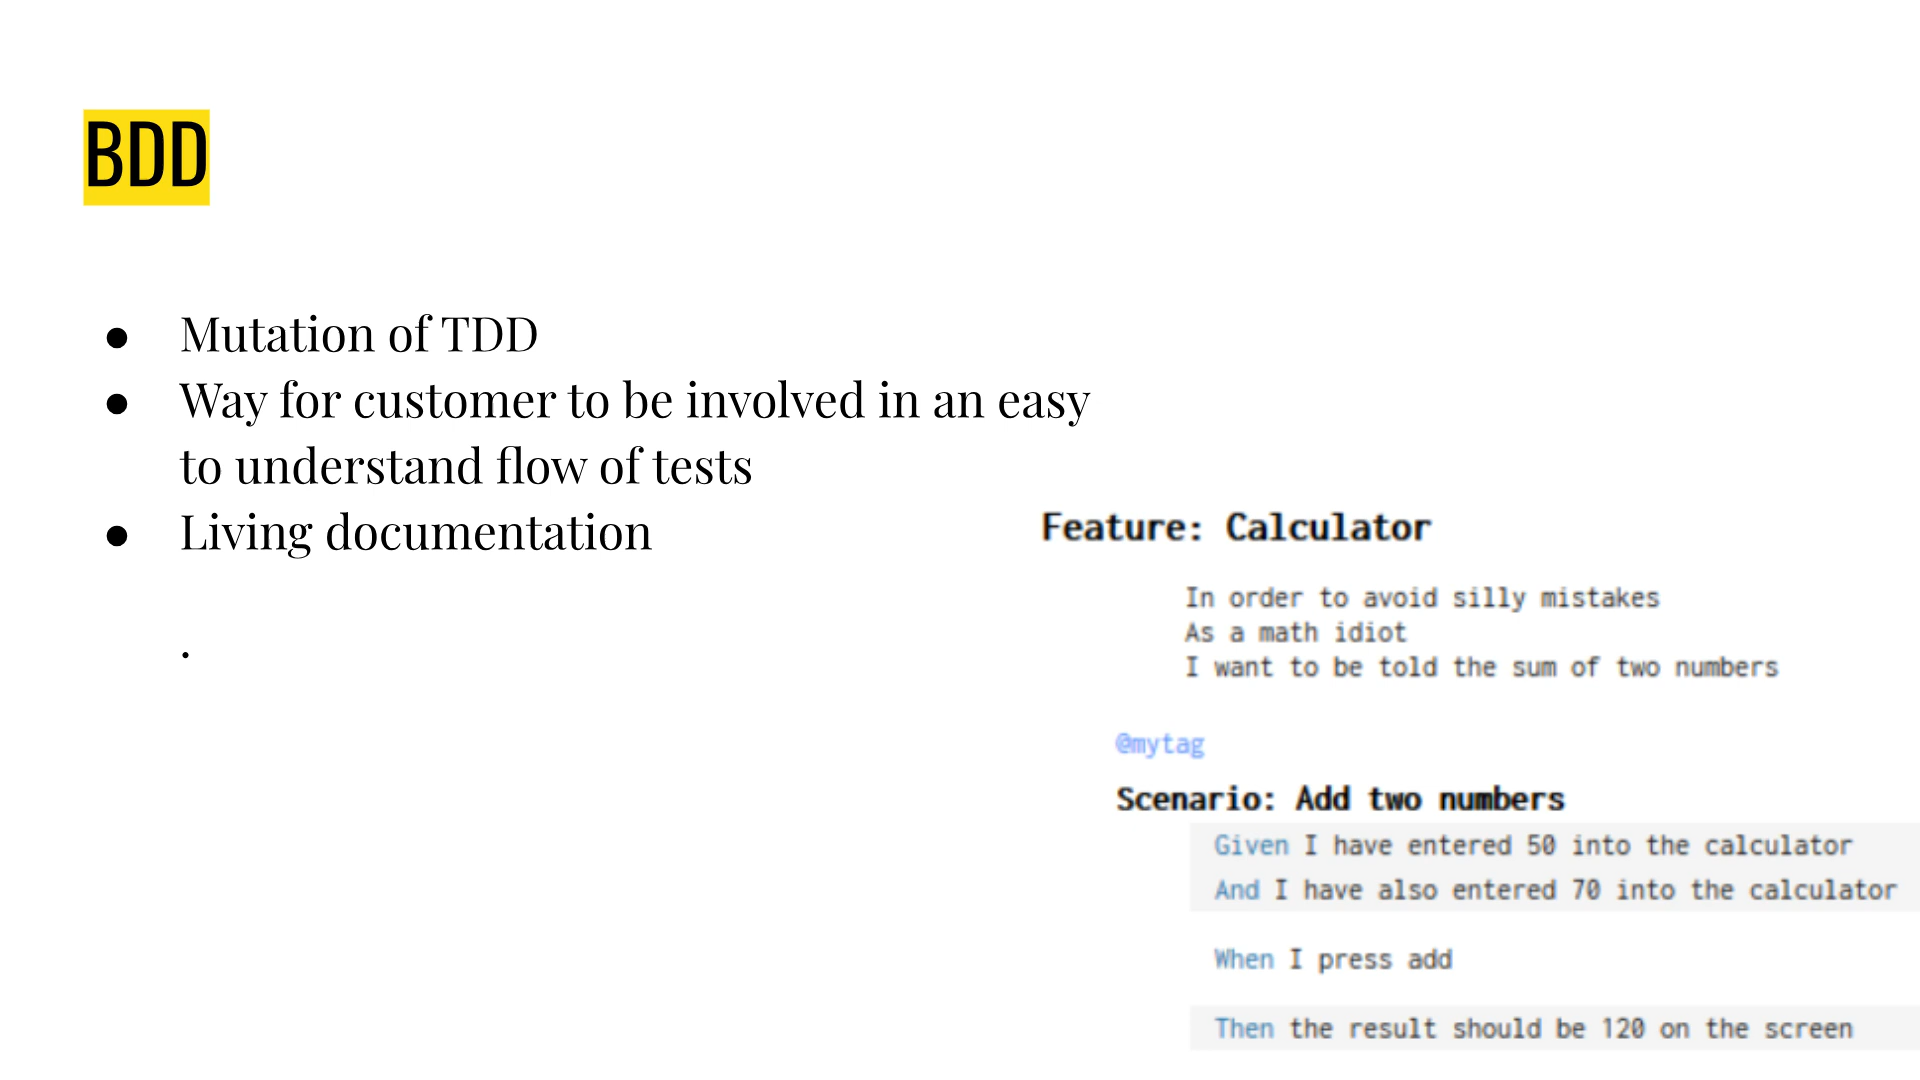 BDD
● Mutation of TDD
● Way for customer to be involved in an easy
to understand flow of tests
● Living documentation
.
Feature: Calculator
In order to avoid silly mistakes
As a math idiot
I want to be told the sum of two numbers
@mytag
Scenario: Add two numbers
Given I have entered 50 into the calculator
And I have also entered 70 into the calculator
When I press add
Then the result should be 120 on the screen